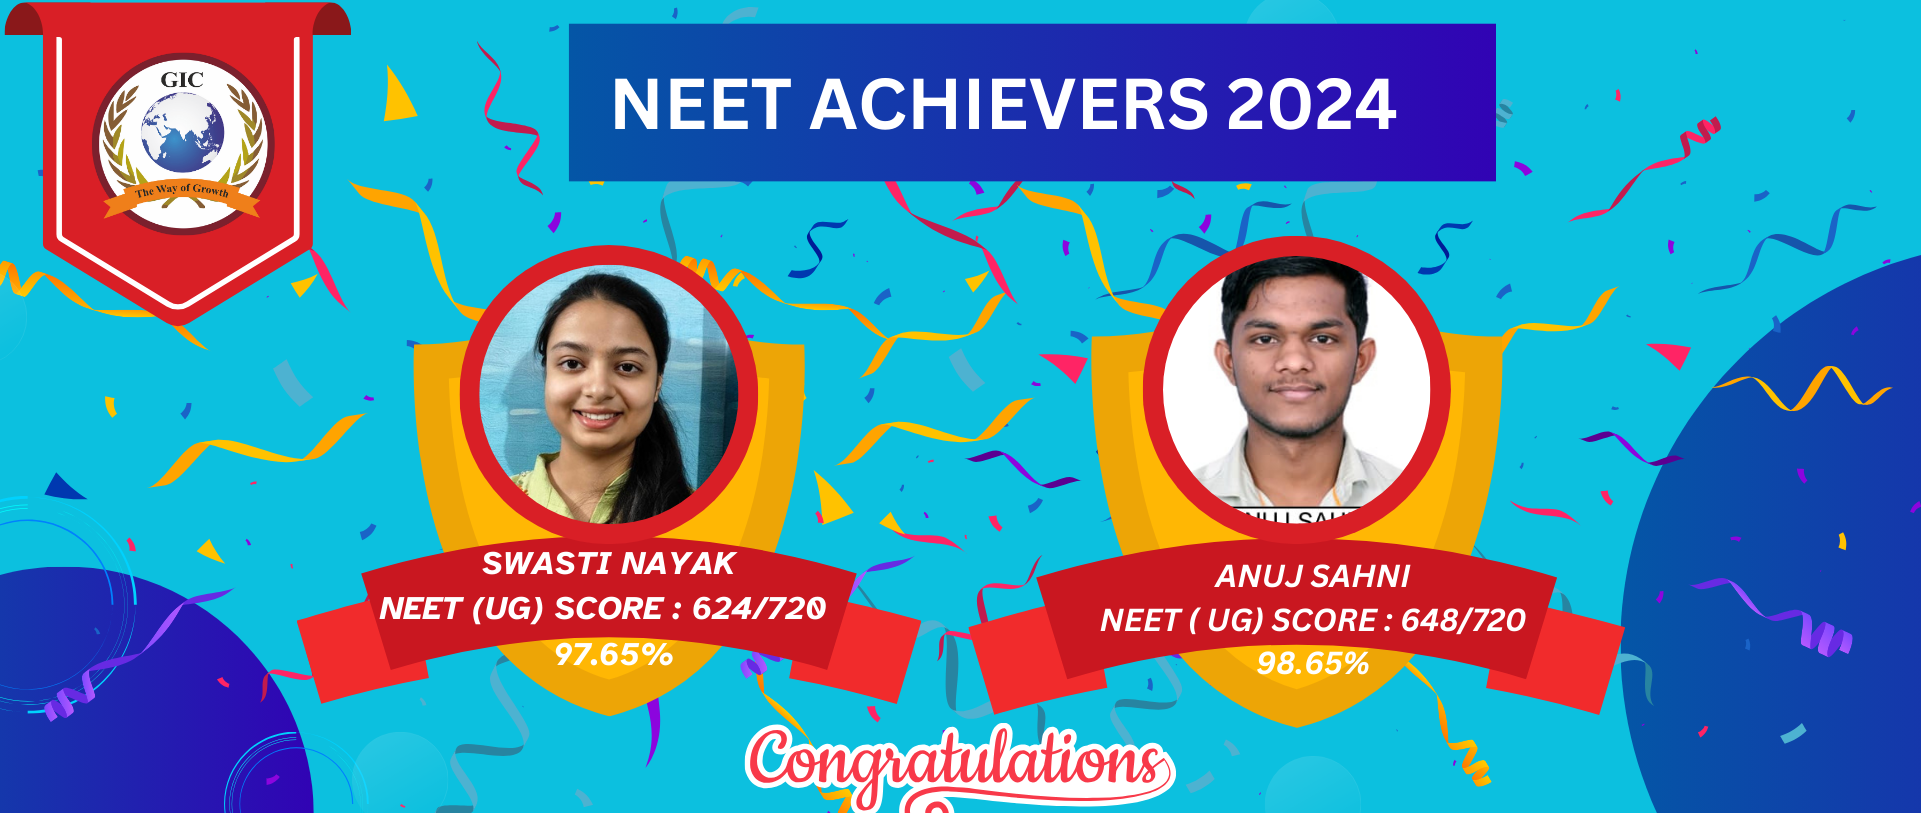 GIC
The Way of Growth
NEET ACHIEVERS 2024
SWASTI NAYAK
NEET (UG) SCORE : 624/720
97.65%
ANUJ SAHNI
NEET ( UG) SCORE : 648/720
98.65%
Congratulations